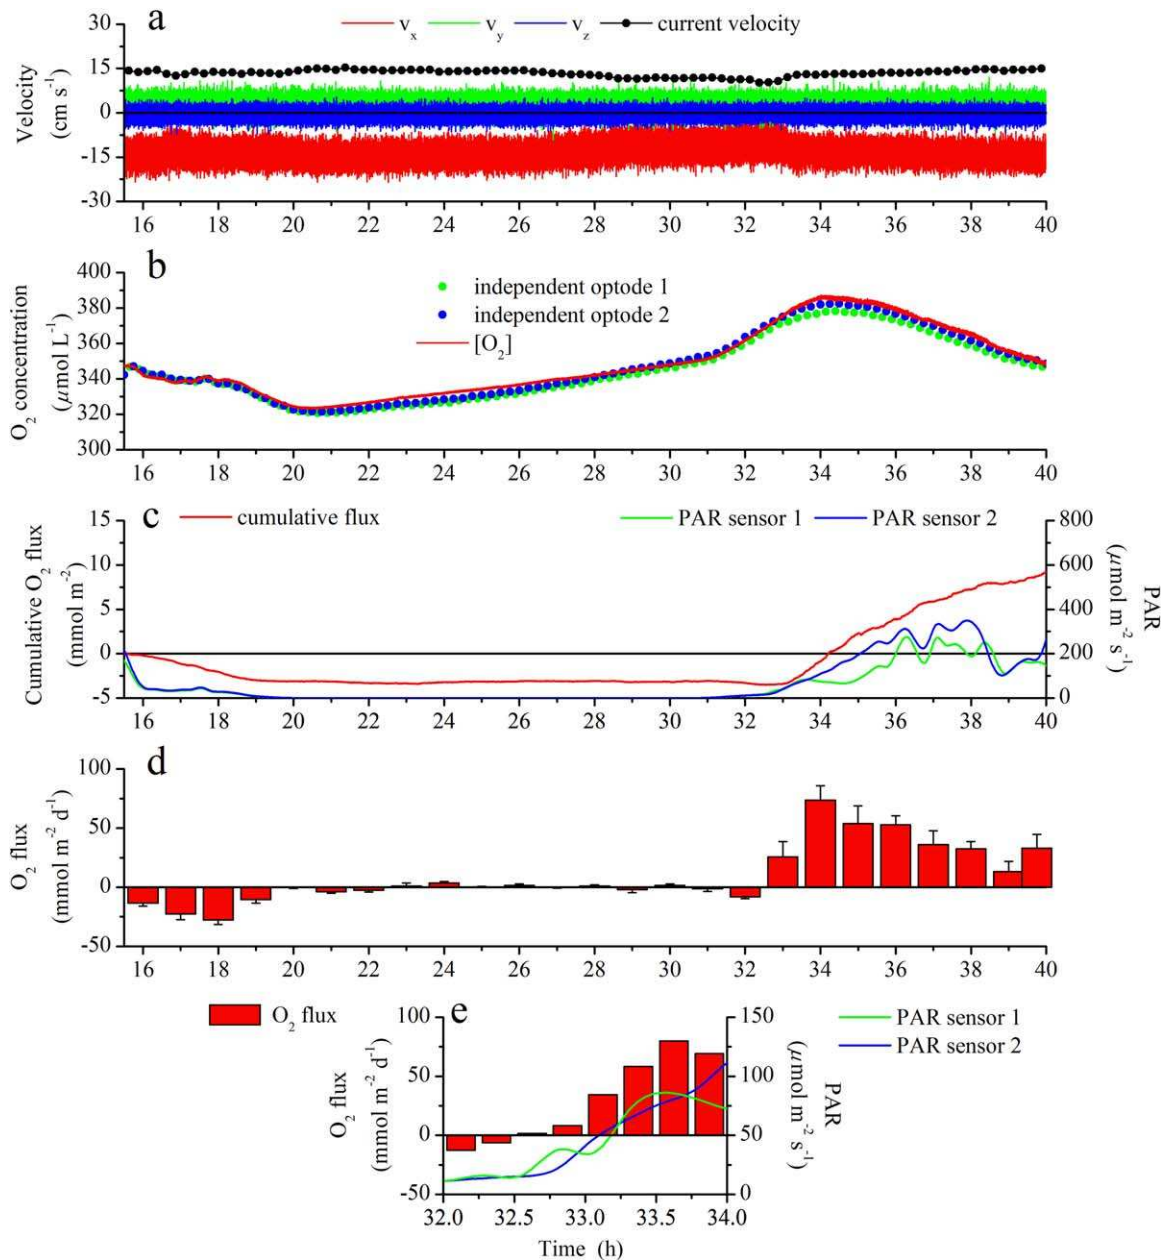 a
v_x v_y v_z current velocity
30
15
0
-15
-30
Velocity
(cm s^-1)
16 18 20 22 24 26 28 30 32 34 36 38 40
b
independent optode 1
independent optode 2
[O_2]
400
380
360
340
320
300
O_2 concentration
(μmol L^-1)
16 18 20 22 24 26 28 30 32 34 36 38 40
c
cumulative flux PAR sensor 1 PAR sensor 2
15
10
5
0
-5
Cumulative O_2 flux
(mmol m^-2)
800
600
400
200
0
PAR
(μmol m^-2 s^-1)
16 18 20 22 24 26 28 30 32 34 36 38 40
d
100
50
0
-50
O_2 flux
(mmol m^-2 d^-1)
16 18 20 22 24 26 28 30 32 34 36 38 40
O_2 flux
e
PAR sensor 1
PAR sensor 2
100
50
0
-50
O_2 flux
(mmol m^-2 d^-1)
150
100
50
0
PAR
(μmol m^-2 s^-1)
32.0 32.5 33.0 33.5 34.0
Time (h)